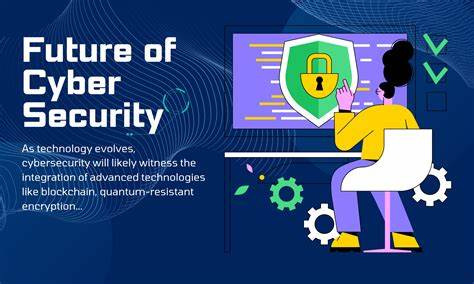 Future of
Cyber
Security
As technology evolves,
cybersecurity will likely witness the
integration of advanced technologies
like blockchain, quantum-resistant
encryption...